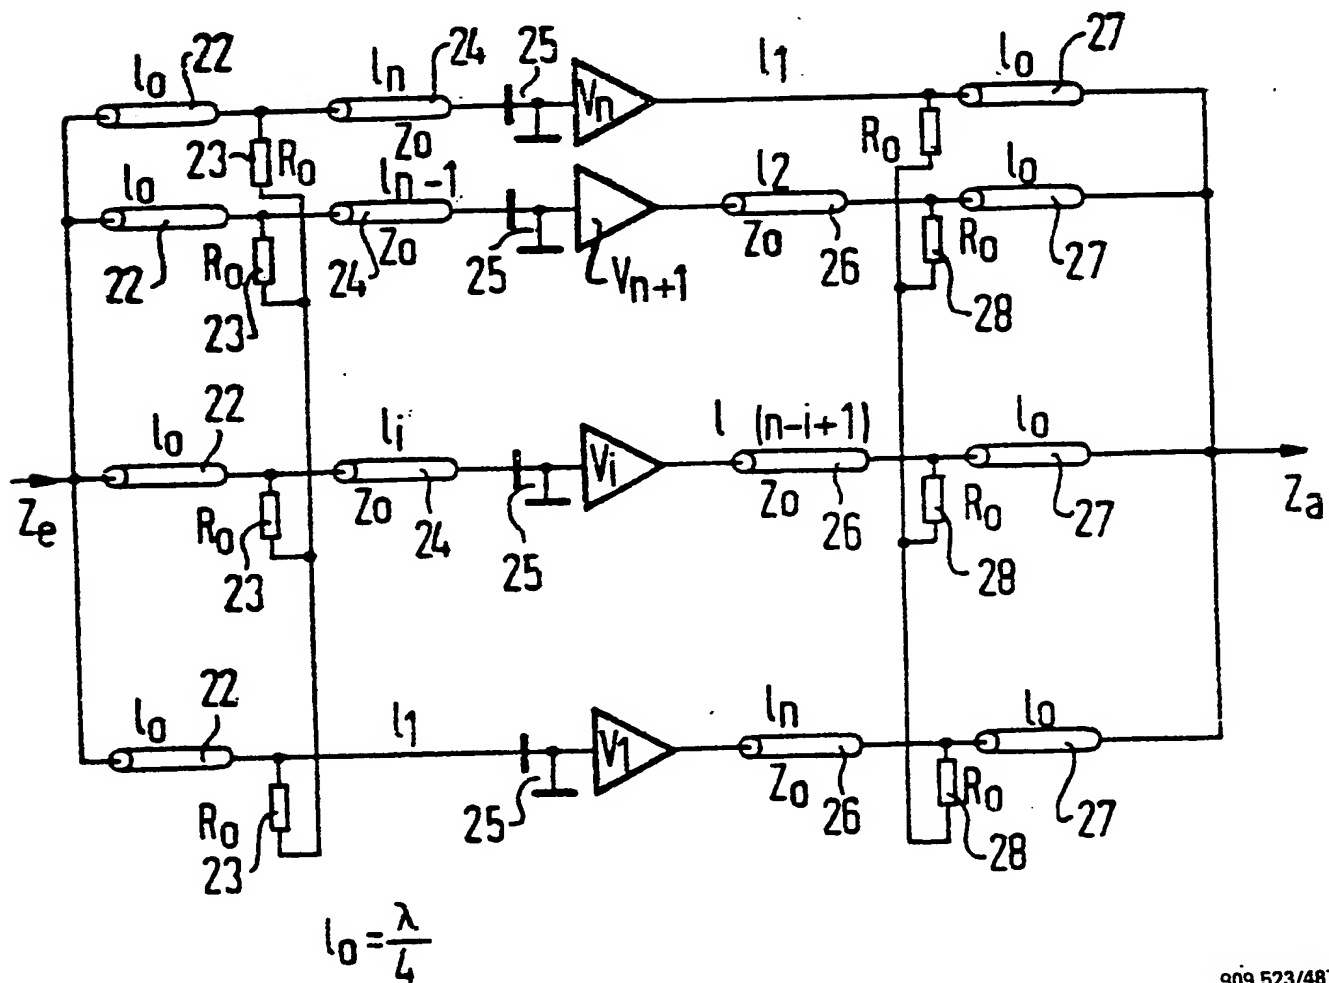 l0 22 ln 24 25 Vn l1 l0 27
23 R0 Z0 R0
l0 ln-1 l2 l0
22 R0 24 Z0 25 Vn+1 Z0 26 R0 27
23 28
l0 22 li Vi l (n-i+1) l0
Ze R0 Z0 24 25 Z0 26 R0 27 Za
23 28
l0 22 l1 V1 ln l0
R0 25 Z0 26 R0 27
23 28
l0 = λ/4
909 523/487